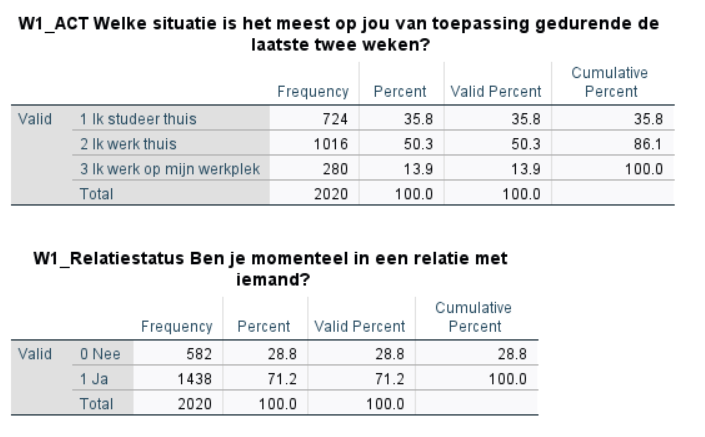 W1_ACT Welke situatie is het meest op jou van toepassing gedurende de
laatste twee weken?
Frequency Percent Valid Percent Cumulative Percent
Valid 1 Ik studeer thuis 724 35.8 35.8 35.8
2 Ik werk thuis 1016 50.3 50.3 86.1
3 Ik werk op mijn werkplek 280 13.9 13.9 100.0
Total 2020 100.0 100.0
W1_Relatiestatus Ben je momenteel in een relatie met
iemand?
Frequency Percent Valid Percent Cumulative Percent
Valid 0 Nee 582 28.8 28.8 28.8
1 Ja 1438 71.2 71.2 100.0
Total 2020 100.0 100.0